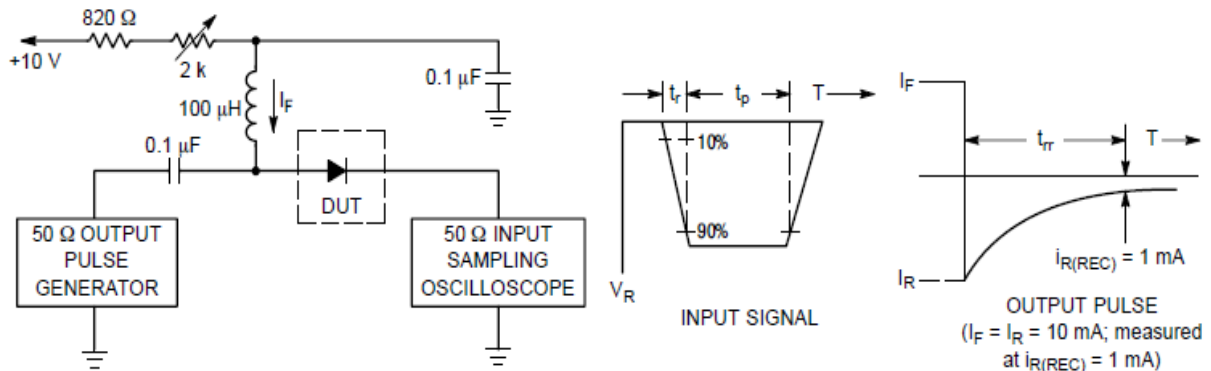 820 Ω
+10 V
2 k
100 μH
I_F
0.1 μF
0.1 μF
DUT
50 Ω OUTPUT
PULSE
GENERATOR
50 Ω INPUT
SAMPLING
OSCILLOSCOPE
t_r
t_p
T
10%
90%
V_R
INPUT SIGNAL
I_F
t_rr
T
I_R
i_R(REC) = 1 mA
OUTPUT PULSE
(I_F = I_R = 10 mA; measured
at i_R(REC) = 1 mA)